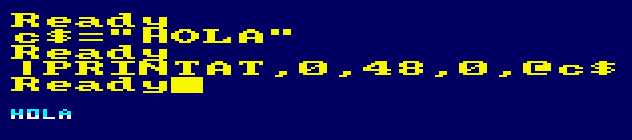 Ready
c$="HOLA"
Ready
|PRINTAT,0,48,0,@c$
Ready
HOLA